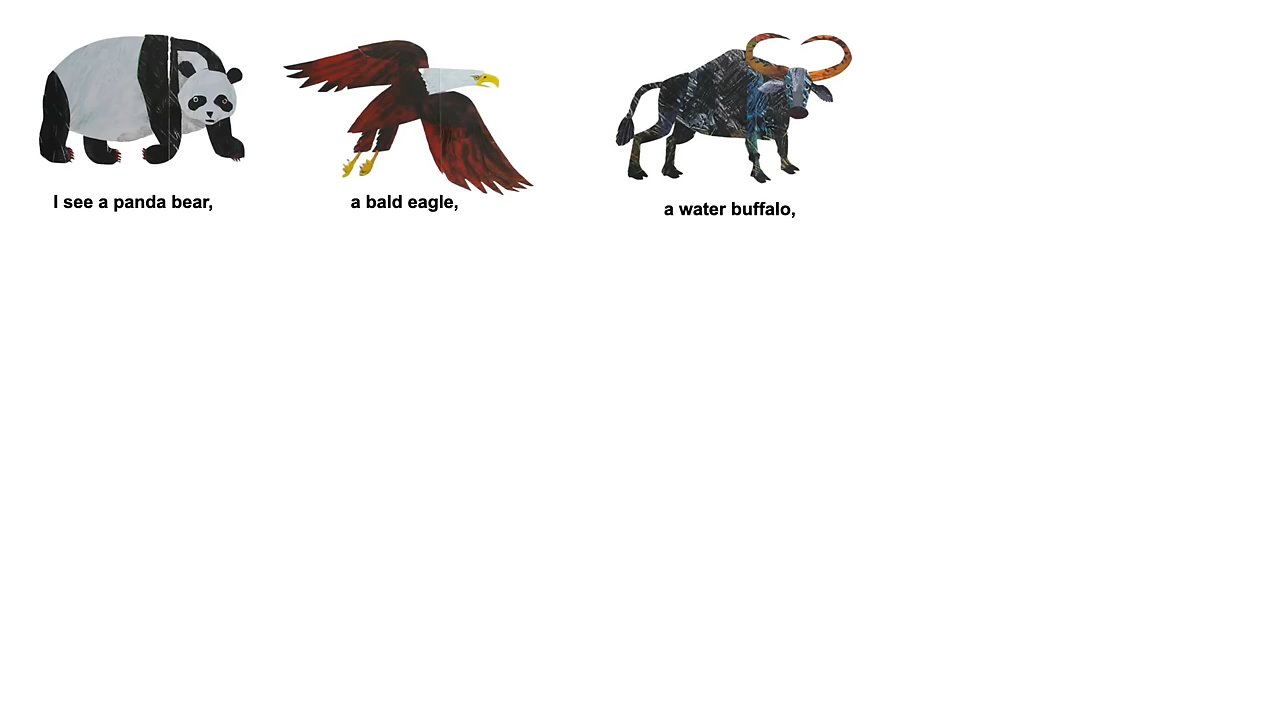 I see a panda bear,
a bald eagle,
a water buffalo,